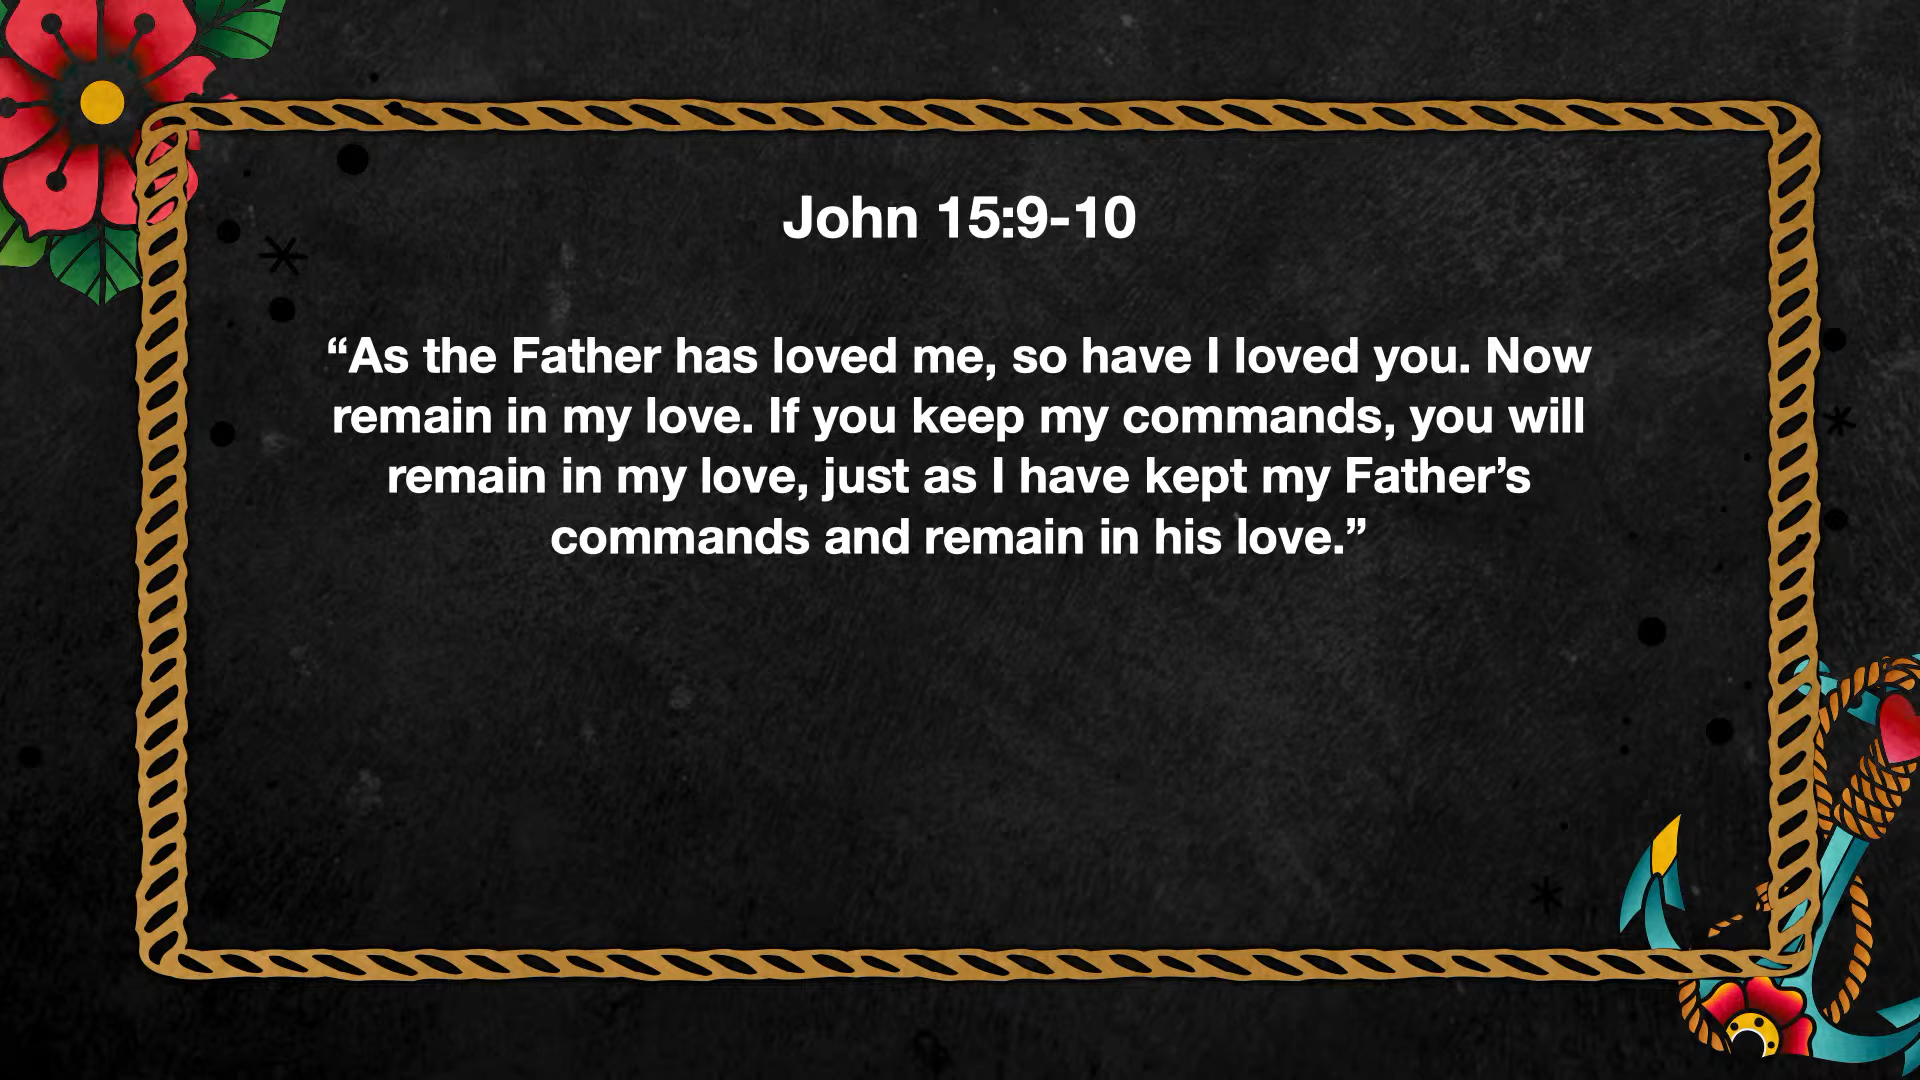 John 15:9-10
“As the Father has loved me, so have I loved you. Now
remain in my love. If you keep my commands, you will
remain in my love, just as I have kept my Father’s
commands and remain in his love.”